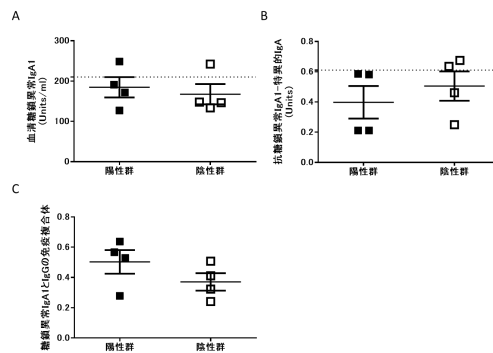 A
血清糖鎖異常IgA1
(Units/ml)
300
200
100
0
陽性群
陰性群
B
抗糖鎖異常IgA1-特異的IgA
(Units)
0.8
0.6
0.4
0.2
0.0
陽性群
陰性群
C
糖鎖異常IgA1とIgGの免疫複合体
0.8
0.6
0.4
0.2
0.0
陽性群
陰性群